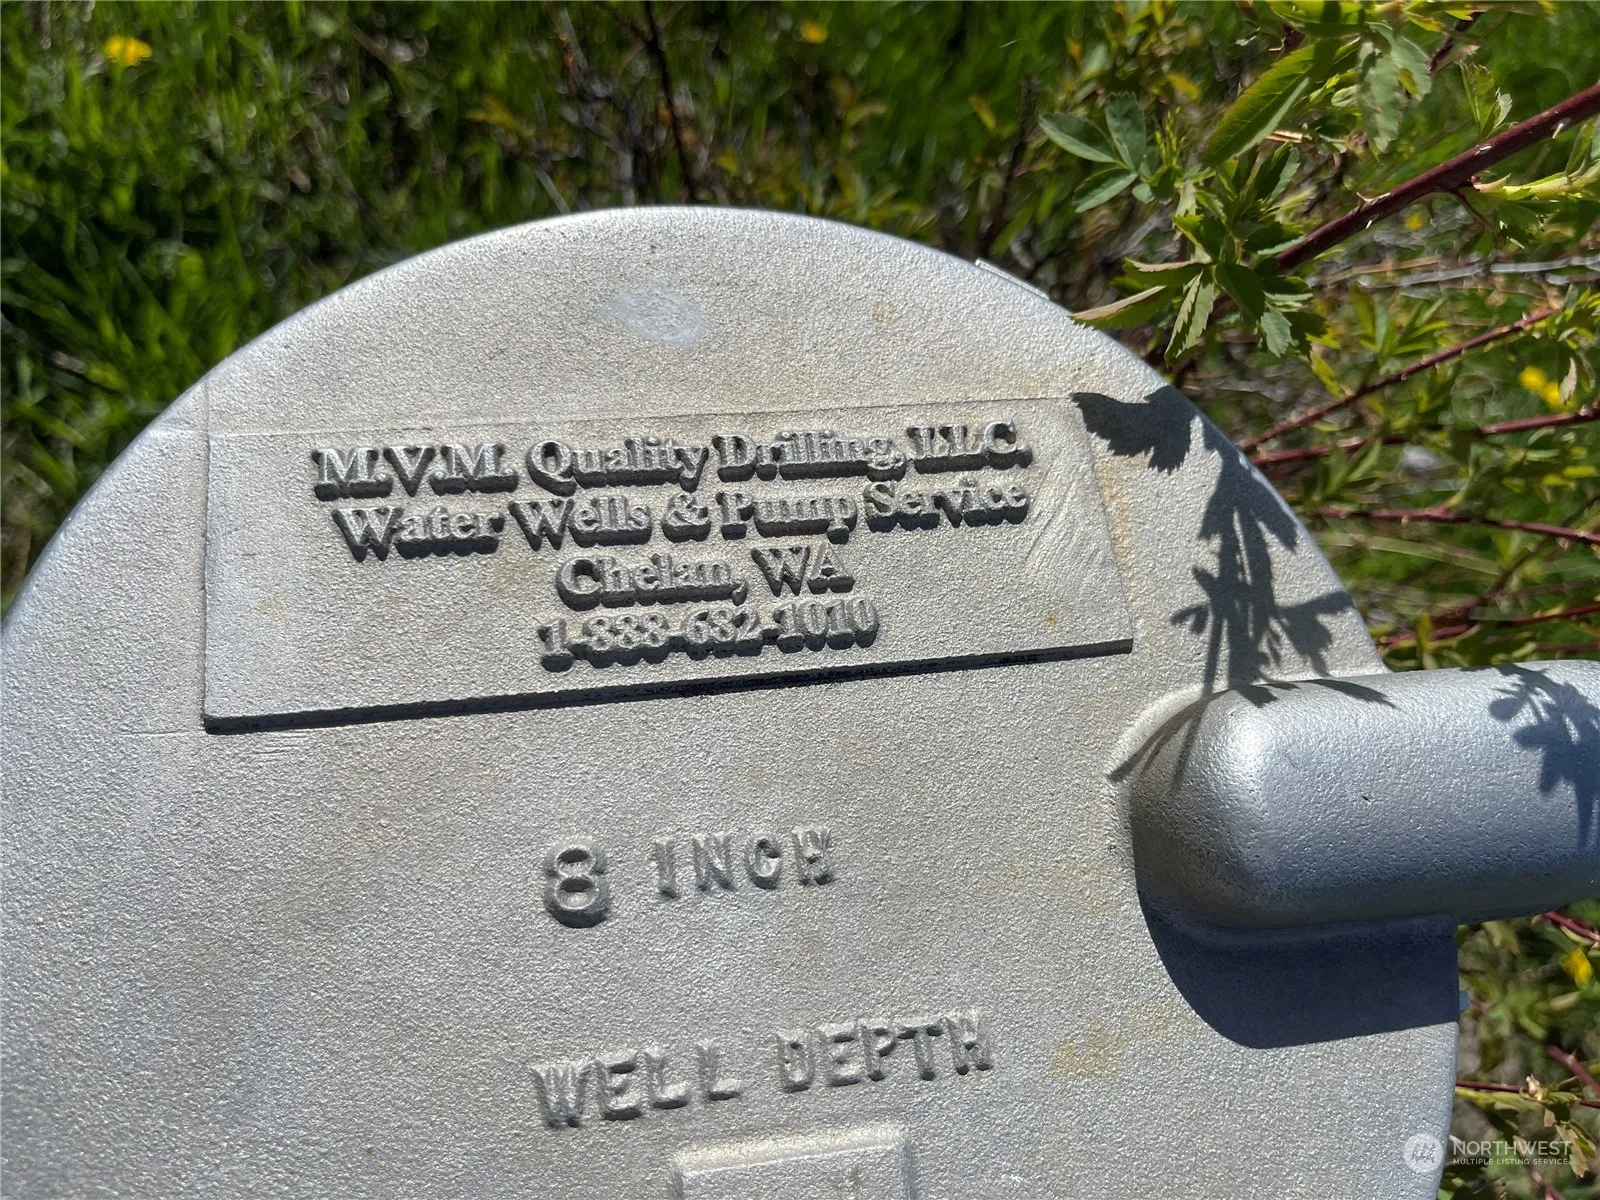 M.V.M. Quality Drilling, LLC.
Water Wells & Pump Service
Chelan, WA
1-888-682-1010
8 INCH
WELL DEPTH
NORTHWEST
MULTIPLE LISTING SERVICE